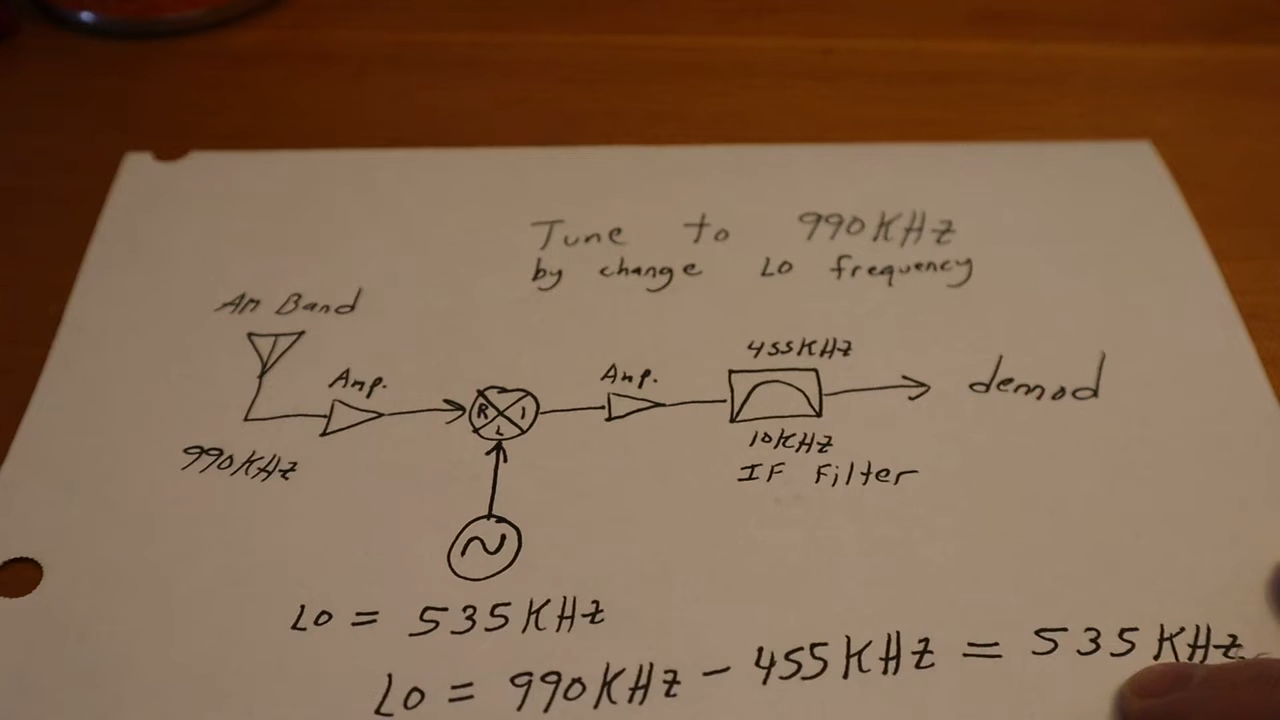 Tune to 990KHz
by change LO frequency
Am Band
Amp.
Amp.
455KHz
demod
R I
L
990KHz
10KHz
IF Filter
LO = 535KHz
LO = 990KHz - 455KHz = 535KHz